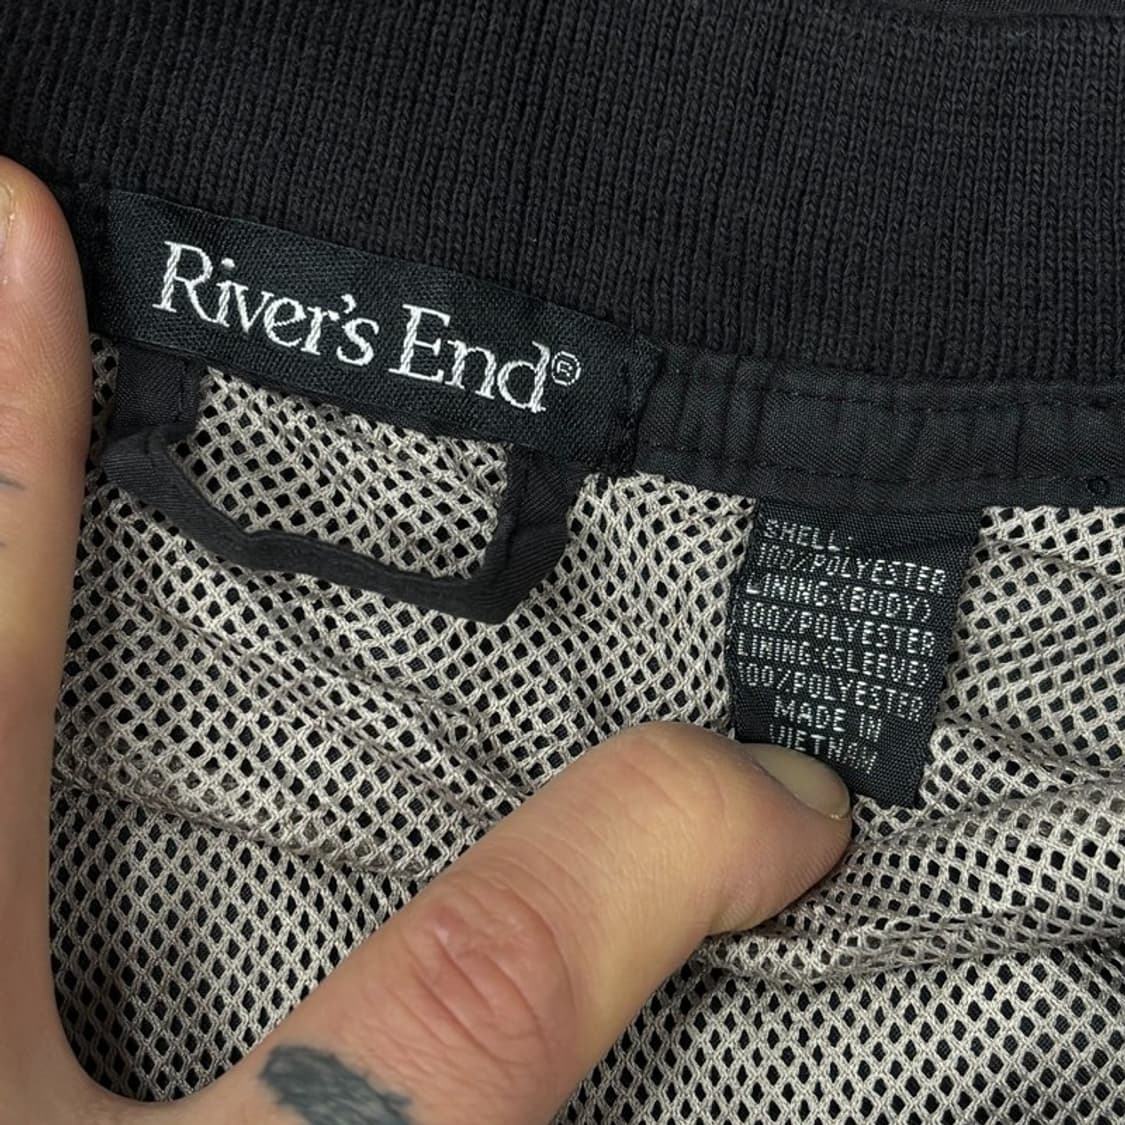 River's End®
SHELL:
100%POLYESTER
LINING:(BODY)
100%POLYESTER
LINING:(SLEEVE)
100%POLYESTER
MADE IN
VIETNAM